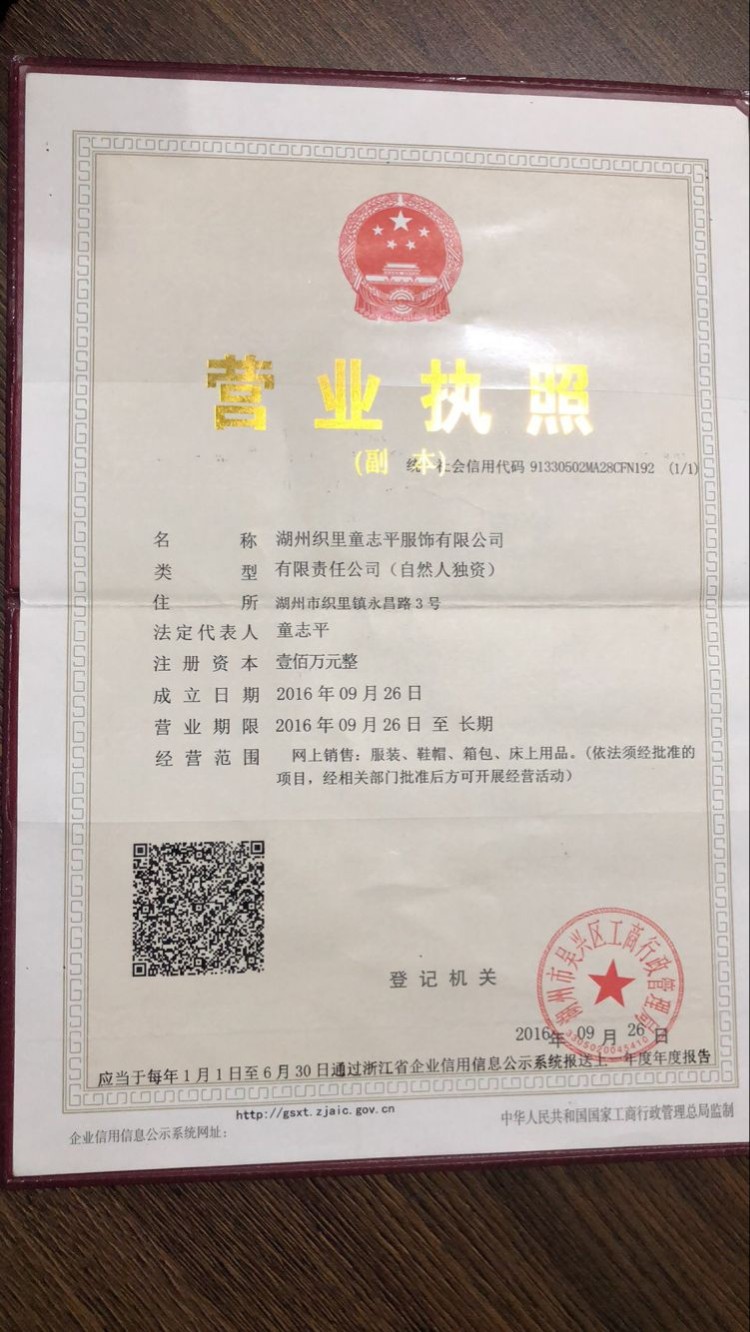 营业执照
(副 本)
统一社会信用代码 91330502MA28CFN192 (1/1)
名 称 湖州织里童志平服饰有限公司
类 型 有限责任公司（自然人独资）
住 所 湖州市织里镇永昌路3号
法定代表人 童志平
注册资本 壹佰万元整
成立日期 2016年09月26日
营业期限 2016年09月26日 至 长期
经营范围 网上销售：服装、鞋帽、箱包、床上用品。（依法须经批准的
项目，经相关部门批准后方可开展经营活动）
湖州市吴兴区工商行政管理局
登记机关
3305020045410
2016年 09月 26日
应当于每年1月1日至6月30日通过浙江省企业信用信息公示系统报送上一年度年度报告
http://gsxt.zjaic.gov.cn
企业信用信息公示系统网址：
中华人民共和国国家工商行政管理总局监制